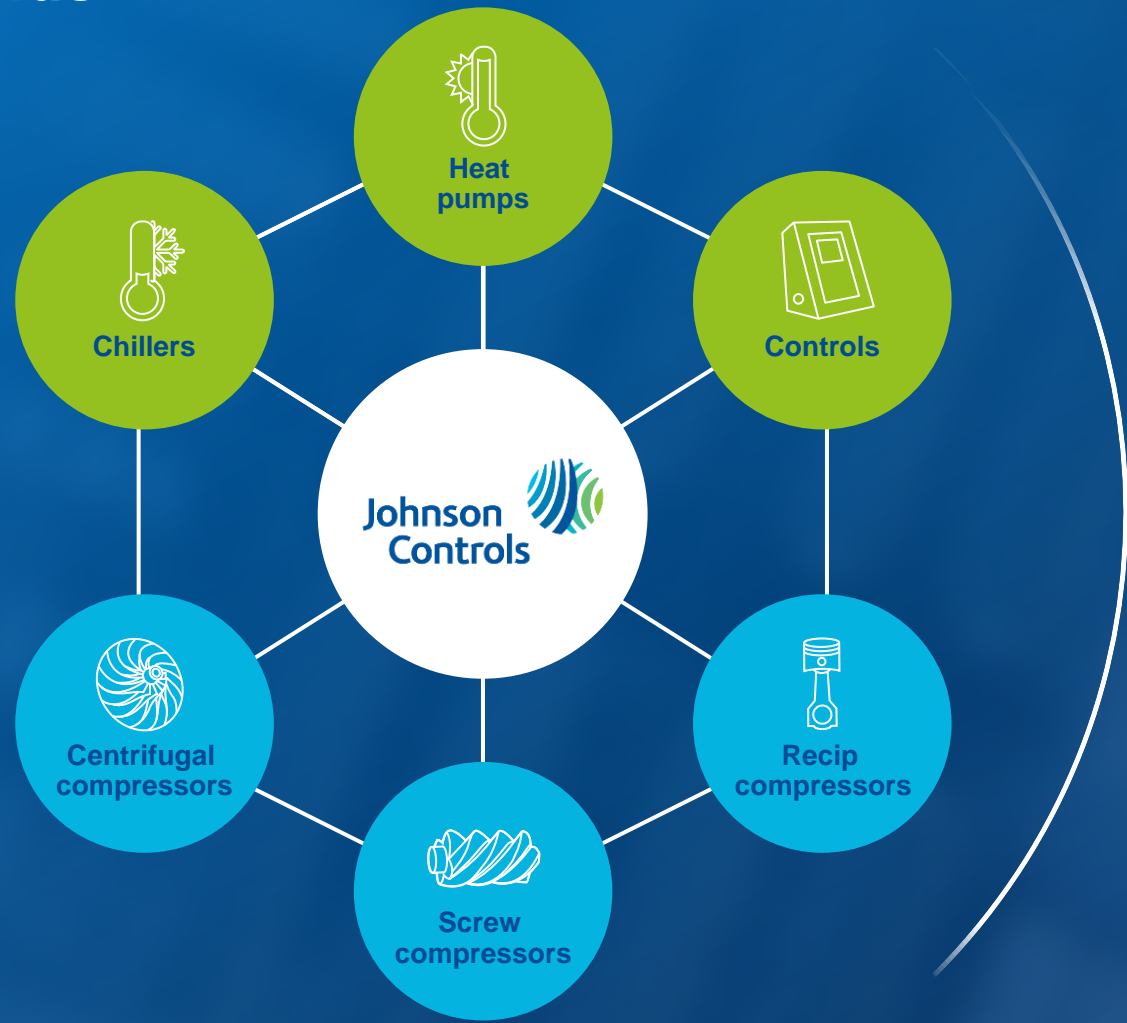 Heat
pumps
Chillers
Controls
Johnson
Controls
Centrifugal
compressors
Recip
compressors
Screw
compressors